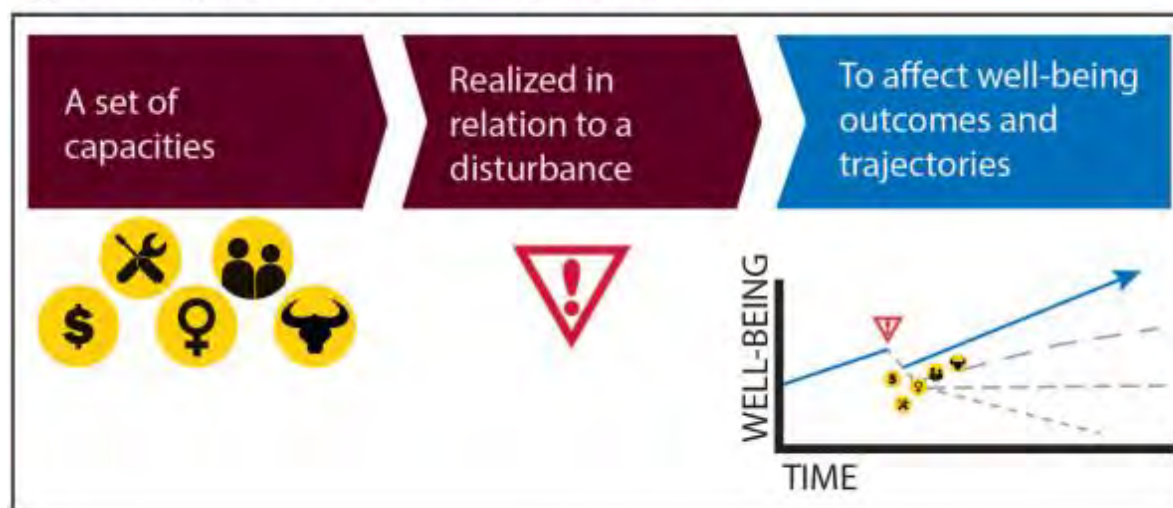 A set of
capacities
Realized in
relation to a
disturbance
To affect well-being
outcomes and
trajectories
$
WELL-BEING
TIME